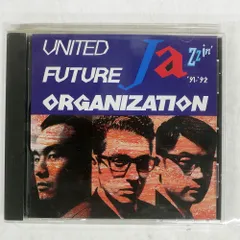 UNITED
Jazzin'
FUTURE
'91-'92
ORGANIZATION